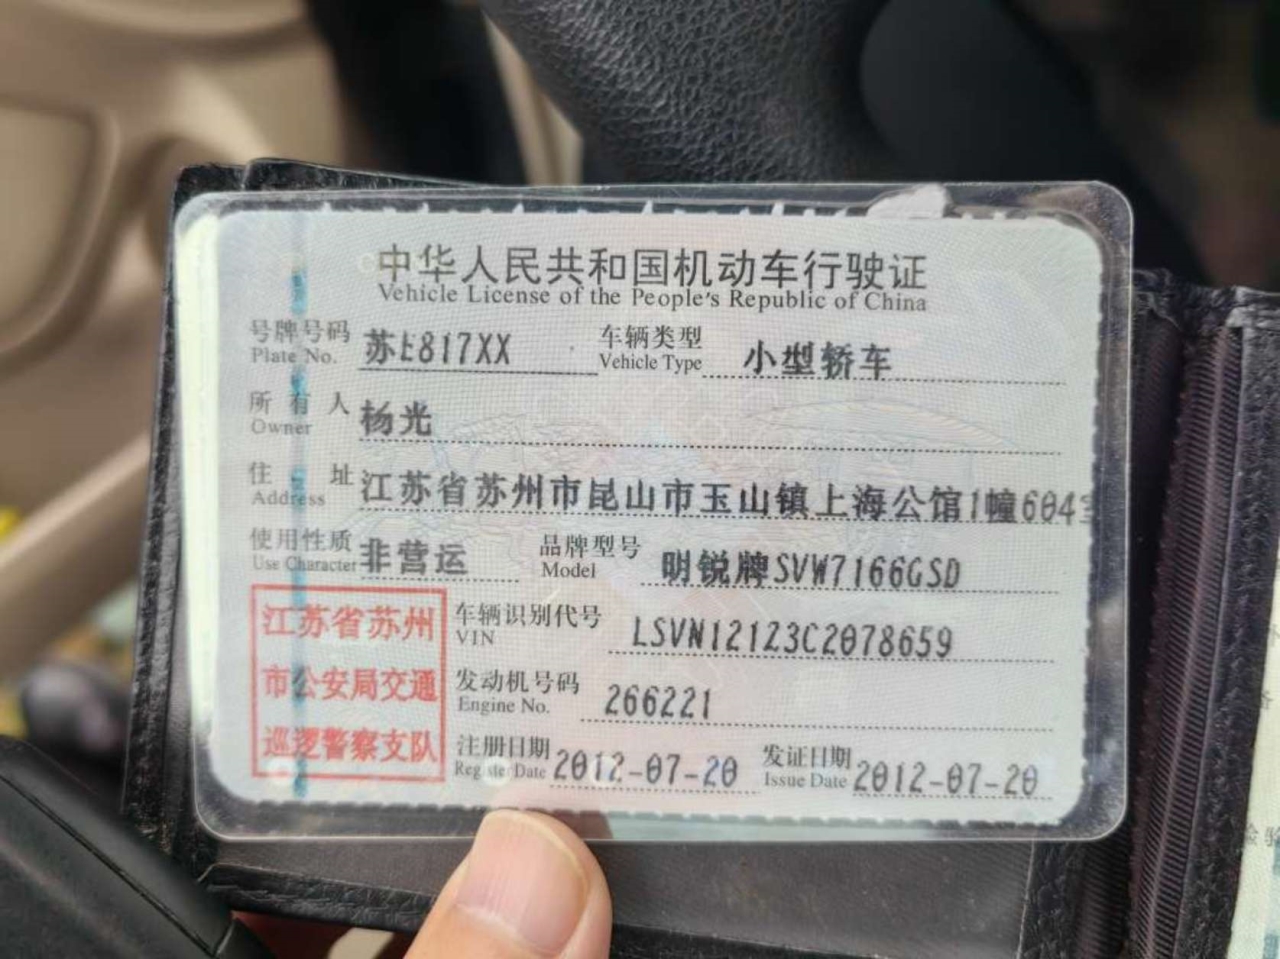 中华人民共和国机动车行驶证
Vehicle License of the People's Republic of China
号牌号码 苏E817XX 车辆类型 小型轿车
Plate No. Vehicle Type
所有人 杨光
Owner
住址 江苏省苏州市昆山市玉山镇上海公馆1幢604室
Address
使用性质 非营运 品牌型号 明锐牌SVW7166GSD
Use Character Model
江苏省苏州
市公安局交通
巡逻警察支队
车辆识别代号 LSVN12123C2078659
VIN
发动机号码 266221
Engine No.
注册日期 2012-07-20 发证日期 2012-07-20
Register Date Issue Date